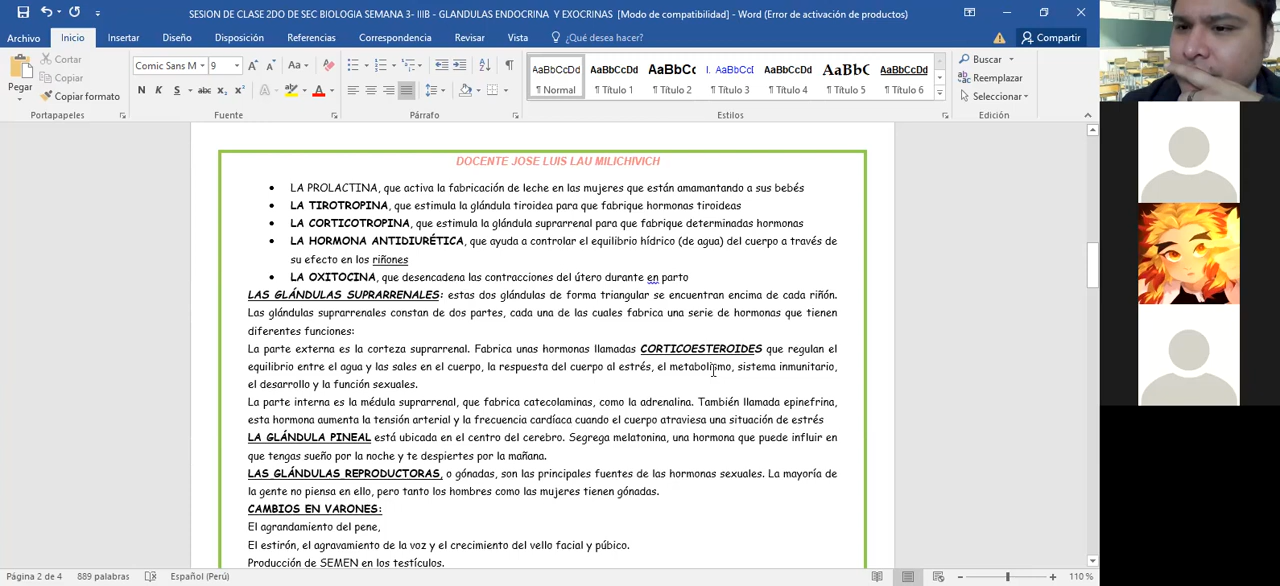 SESION DE CLASE 2DO DE SEC BIOLOGIA SEMANA 3- IIIB - GLANDULAS ENDOCRINA Y EXOCRINAS [Modo de compatibilidad] - Word (Error de activación de productos)
Archivo Inicio Insertar Diseño Disposición Referencias Correspondencia Revisar Vista ¿Qué desea hacer? Compartir
Pegar
Cortar
Copiar
Copiar formato
Portapapeles
Comic Sans M 9
N K S abc x₂ x²
Fuente
Párrafo
AaBbCcDd AaBbCcDd AaBbCc I. AaBbCcI AaBbCcDd AaBbC AaBbCcDd
¶ Normal ¶ Título 1 ¶ Título 2 ¶ Título 3 ¶ Título 4 ¶ Título 5 ¶ Título 6
Estilos
Buscar
Reemplazar
Seleccionar
Edición
DOCENTE JOSE LUIS LAU MILICHIVICH
• LA PROLACTINA, que activa la fabricación de leche en las mujeres que están amamantando a sus bebés
• LA TIROTROPINA, que estimula la glándula tiroidea para que fabrique hormonas tiroideas
• LA CORTICOTROPINA, que estimula la glándula suprarrenal para que fabrique determinadas hormonas
• LA HORMONA ANTIDIURÉTICA, que ayuda a controlar el equilibrio hídrico (de agua) del cuerpo a través de
su efecto en los riñones
• LA OXITOCINA, que desencadena las contracciones del útero durante en parto
LAS GLÁNDULAS SUPRARRENALES: estas dos glándulas de forma triangular se encuentran encima de cada riñón.
Las glándulas suprarrenales constan de dos partes, cada una de las cuales fabrica una serie de hormonas que tienen
diferentes funciones:
La parte externa es la corteza suprarrenal. Fabrica unas hormonas llamadas CORTICOESTEROIDES que regulan el
equilibrio entre el agua y las sales en el cuerpo, la respuesta del cuerpo al estrés, el metabolismo, sistema inmunitario,
el desarrollo y la función sexuales.
La parte interna es la médula suprarrenal, que fabrica catecolaminas, como la adrenalina. También llamada epinefrina,
esta hormona aumenta la tensión arterial y la frecuencia cardíaca cuando el cuerpo atraviesa una situación de estrés
LA GLÁNDULA PINEAL está ubicada en el centro del cerebro. Segrega melatonina, una hormona que puede influir en
que tengas sueño por la noche y te despiertes por la mañana.
LAS GLÁNDULAS REPRODUCTORAS, o gónadas, son las principales fuentes de las hormonas sexuales. La mayoría de
la gente no piensa en ello, pero tanto los hombres como las mujeres tienen gónadas.
CAMBIOS EN VARONES:
El agrandamiento del pene,
El estirón, el agravamiento de la voz y el crecimiento del vello facial y púbico.
Producción de SEMEN en los testículos.
Página 2 de 4 889 palabras Español (Perú) 110 %